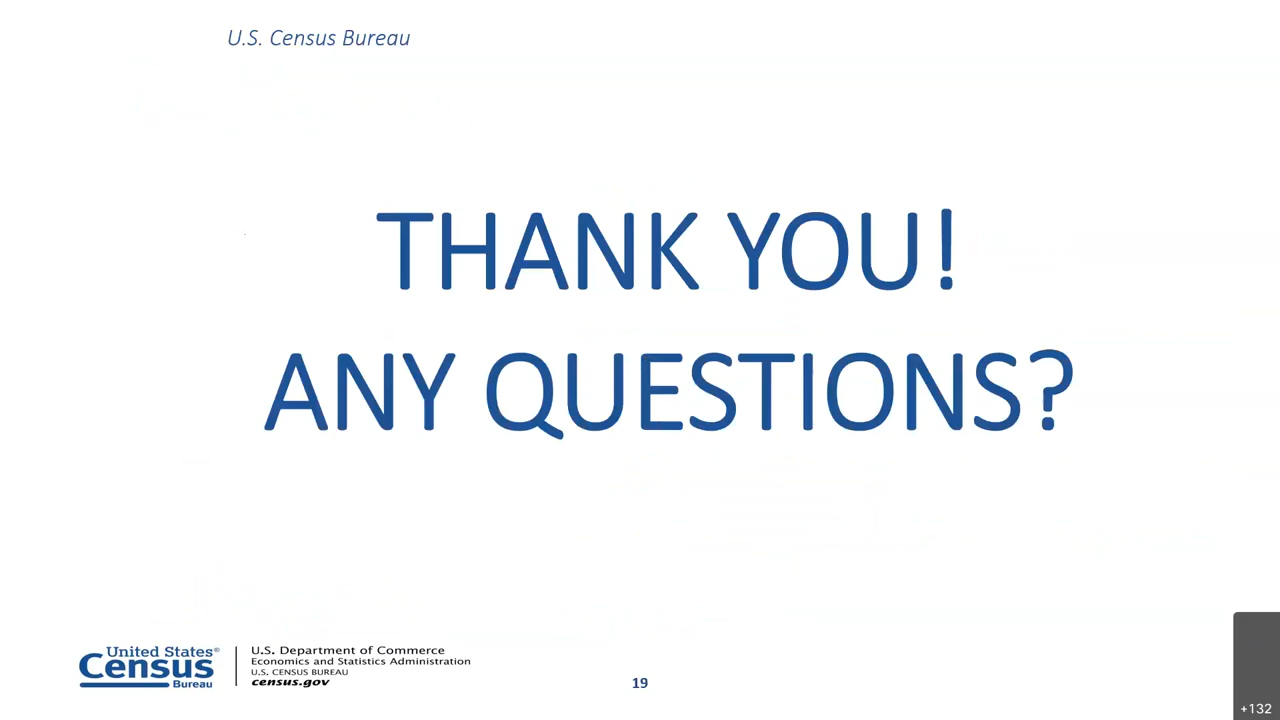 U.S. Census Bureau
THANK YOU!
ANY QUESTIONS?
United States®
Census
Bureau
U.S. Department of Commerce
Economics and Statistics Administration
U.S. CENSUS BUREAU
census.gov
19
+132